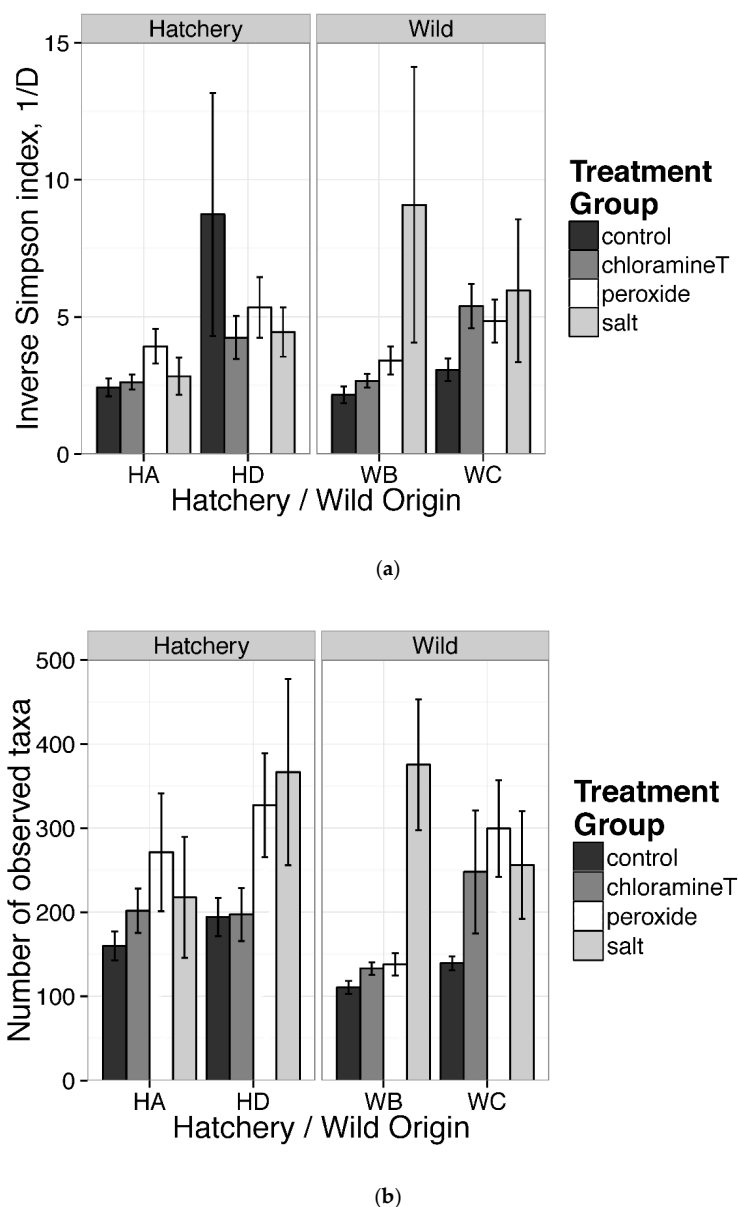 Hatchery Wild
Inverse Simpson index, 1/D
15
10
5
0
HA HD WB WC
Hatchery / Wild Origin
Treatment
Group
control
chloramineT
peroxide
salt
(a)
Hatchery Wild
Number of observed taxa
500
400
300
200
100
0
HA HD WB WC
Hatchery / Wild Origin
Treatment
Group
control
chloramineT
peroxide
salt
(b)